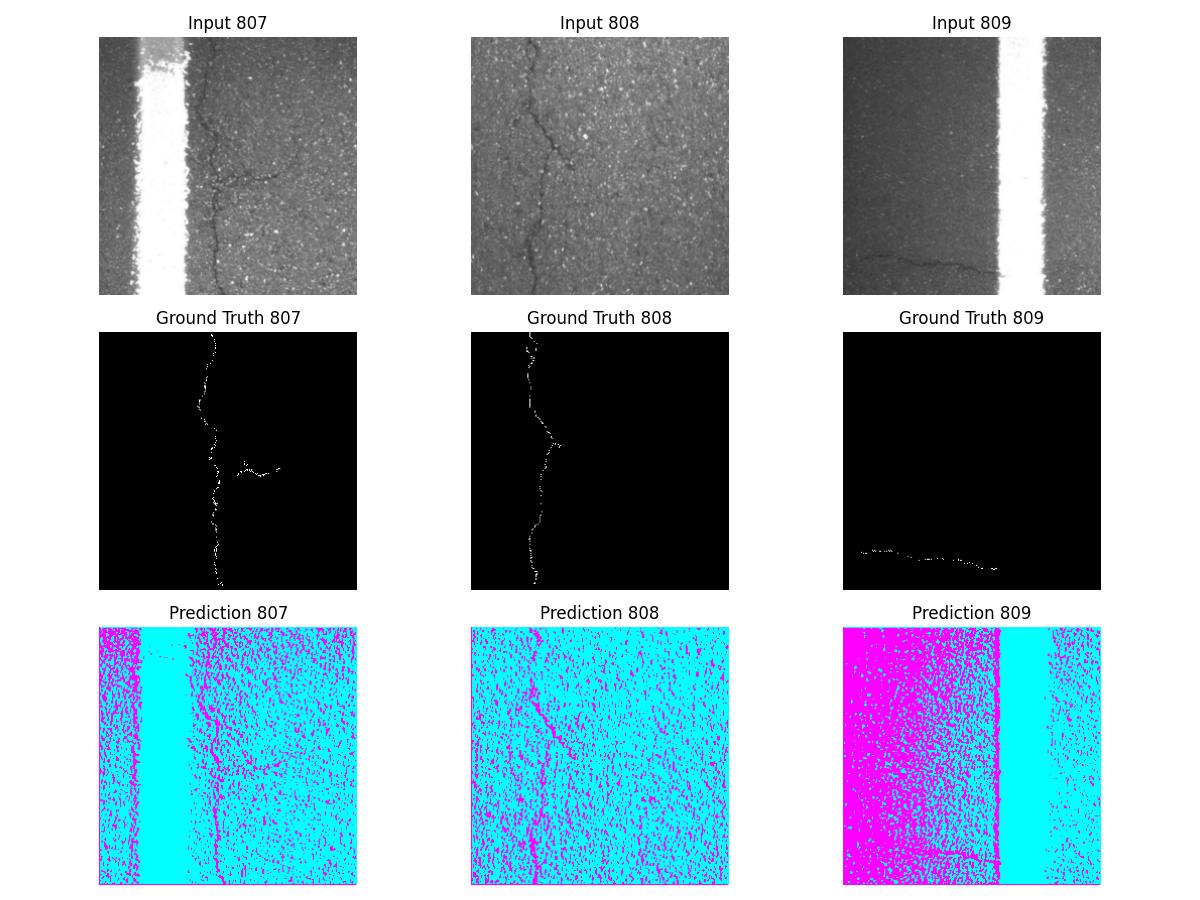 Input 807
Input 808
Input 809
Ground Truth 807
Ground Truth 808
Ground Truth 809
Prediction 807
Prediction 808
Prediction 809